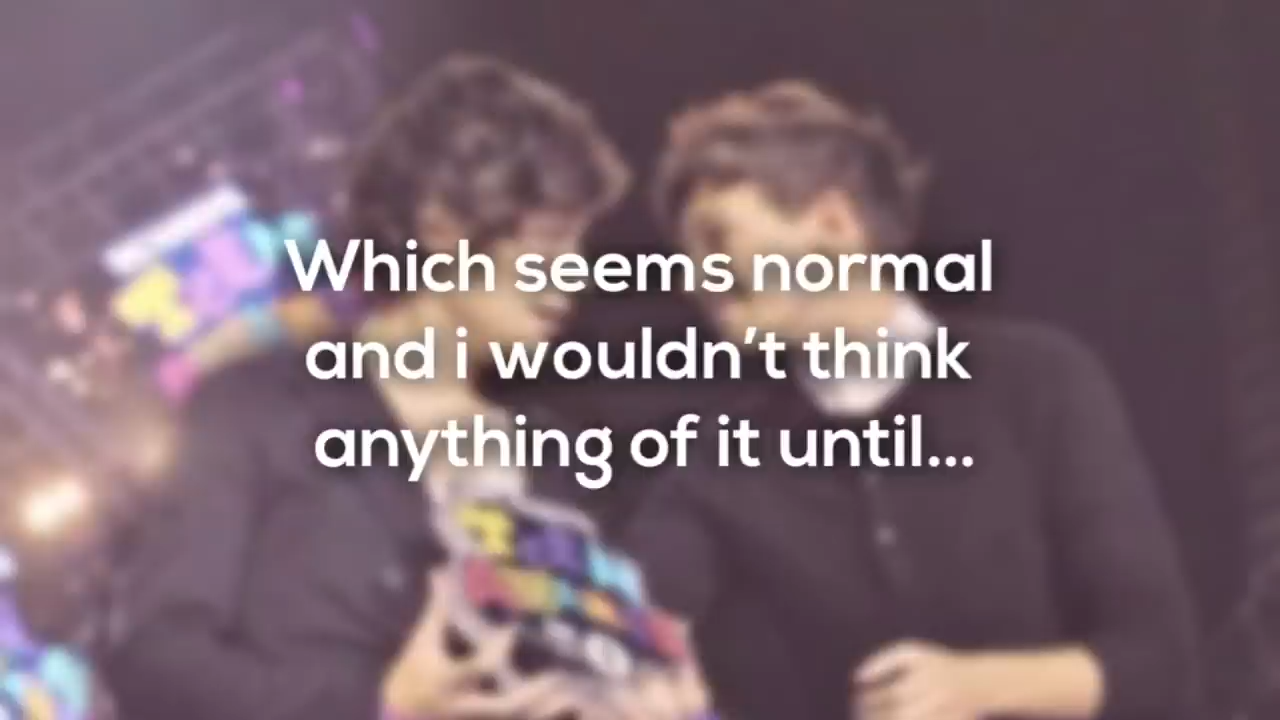 Which seems normal
and i wouldn't think
anything of it until...